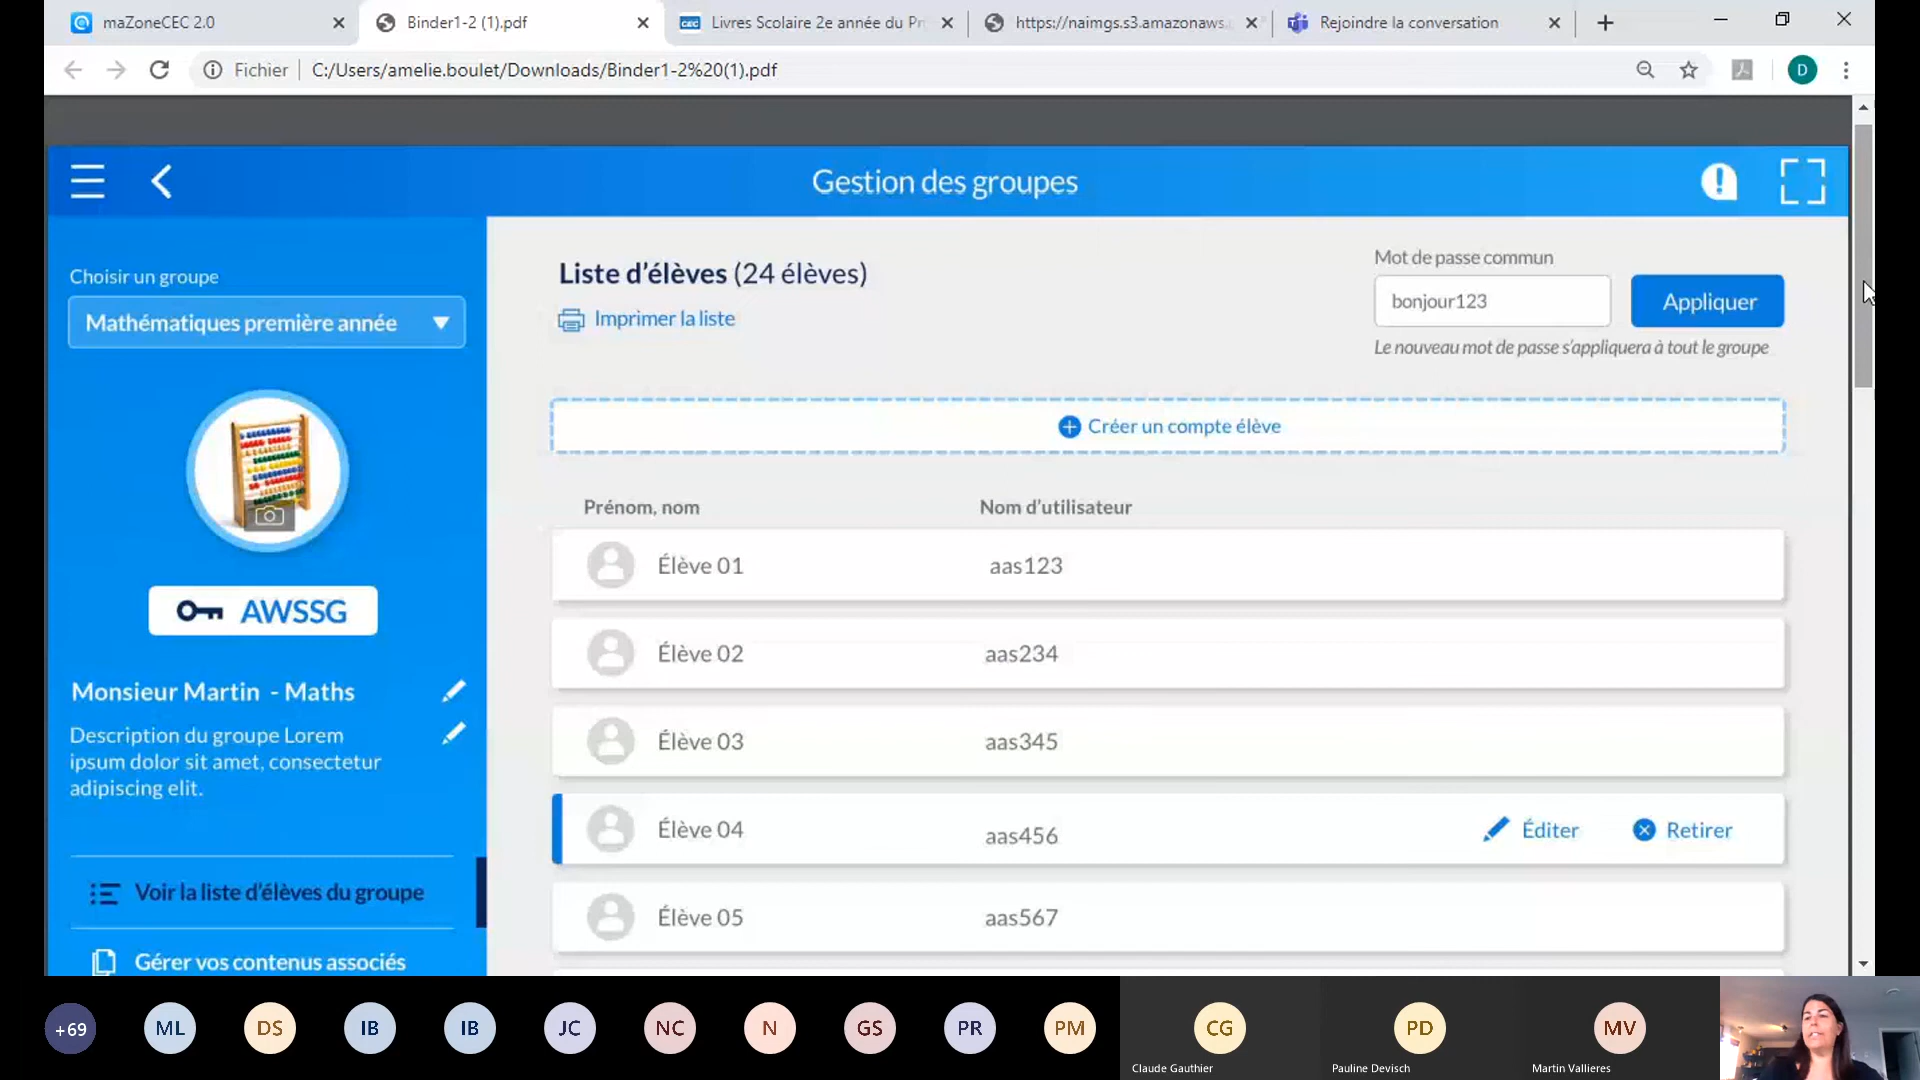 maZoneCEC 2.0
Binder1-2 (1).pdf
CEC Livres Scolaire 2e année du Pr
https://naimgs.s3.amazonaws.
Rejoindre la conversation
Fichier
C:/Users/amelie.boulet/Downloads/Binder1-2%20(1).pdf
D
Gestion des groupes
Choisir un groupe
Mathématiques première année
AWSSG
Monsieur Martin - Maths
Description du groupe Lorem
ipsum dolor sit amet, consectetur
adipiscing elit.
Voir la liste d'élèves du groupe
Gérer vos contenus associés
Liste d'élèves (24 élèves)
Imprimer la liste
Mot de passe commun
bonjour123
Appliquer
Le nouveau mot de passe s'appliquera à tout le groupe
Créer un compte élève
Prénom, nom Nom d'utilisateur
Élève 01 aas123
Élève 02 aas234
Élève 03 aas345
Élève 04 aas456 Éditer Retirer
Élève 05 aas567
+69 ML DS IB IB JC NC N GS PR PM CG PD MV
Claude Gauthier Pauline Devisch Martin Vallieres